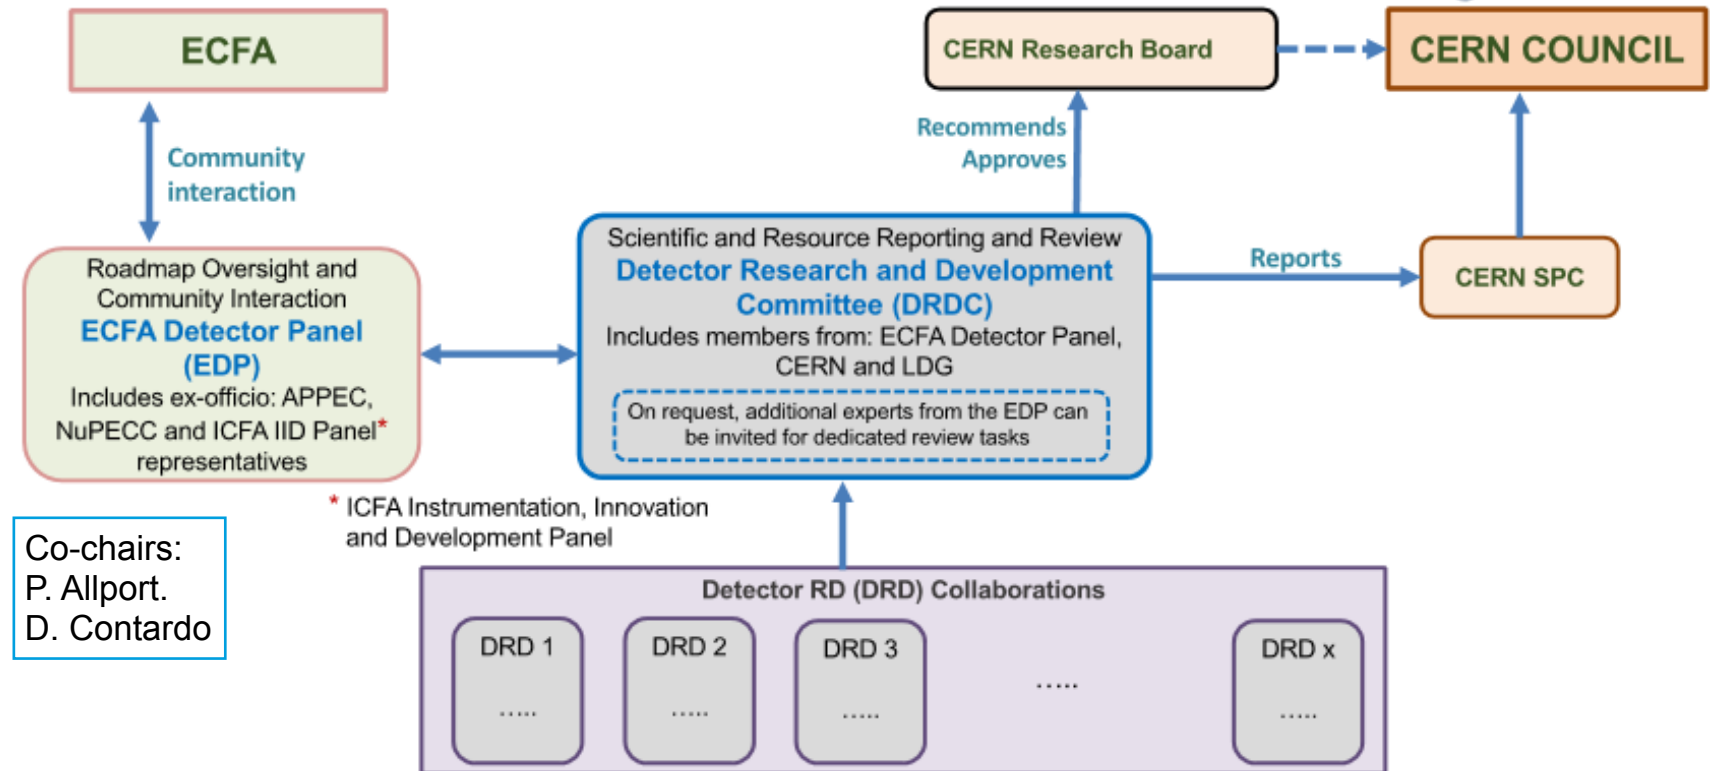 ECFA
CERN Research Board
CERN COUNCIL
Community
interaction
Recommends
Approves
Roadmap Oversight and
Community Interaction
ECFA Detector Panel
(EDP)
Includes ex-officio: APPEC,
NuPECC and ICFA IID Panel*
representatives
Scientific and Resource Reporting and Review
Detector Research and Development
Committee (DRDC)
Includes members from: ECFA Detector Panel,
CERN and LDG
On request, additional experts from the EDP can
be invited for dedicated review tasks
Reports
CERN SPC
* ICFA Instrumentation, Innovation
and Development Panel
Co-chairs:
P. Allport.
D. Contardo
Detector RD (DRD) Collaborations
DRD 1
.....
DRD 2
.....
DRD 3
.....
.....
DRD x
.....